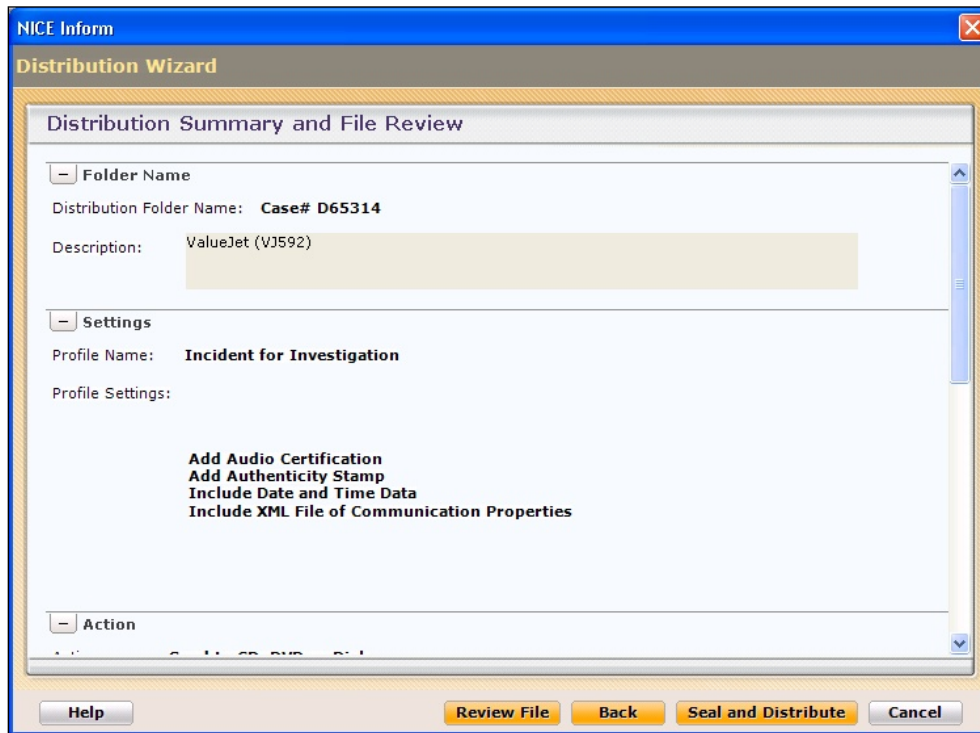 NICE Inform
Distribution Wizard
Distribution Summary and File Review
Folder Name
Distribution Folder Name: Case# D65314
Description: ValueJet (VJ592)
Settings
Profile Name: Incident for Investigation
Profile Settings:
Add Audio Certification
Add Authenticity Stamp
Include Date and Time Data
Include XML File of Communication Properties
Action
Help Review File Back Seal and Distribute Cancel